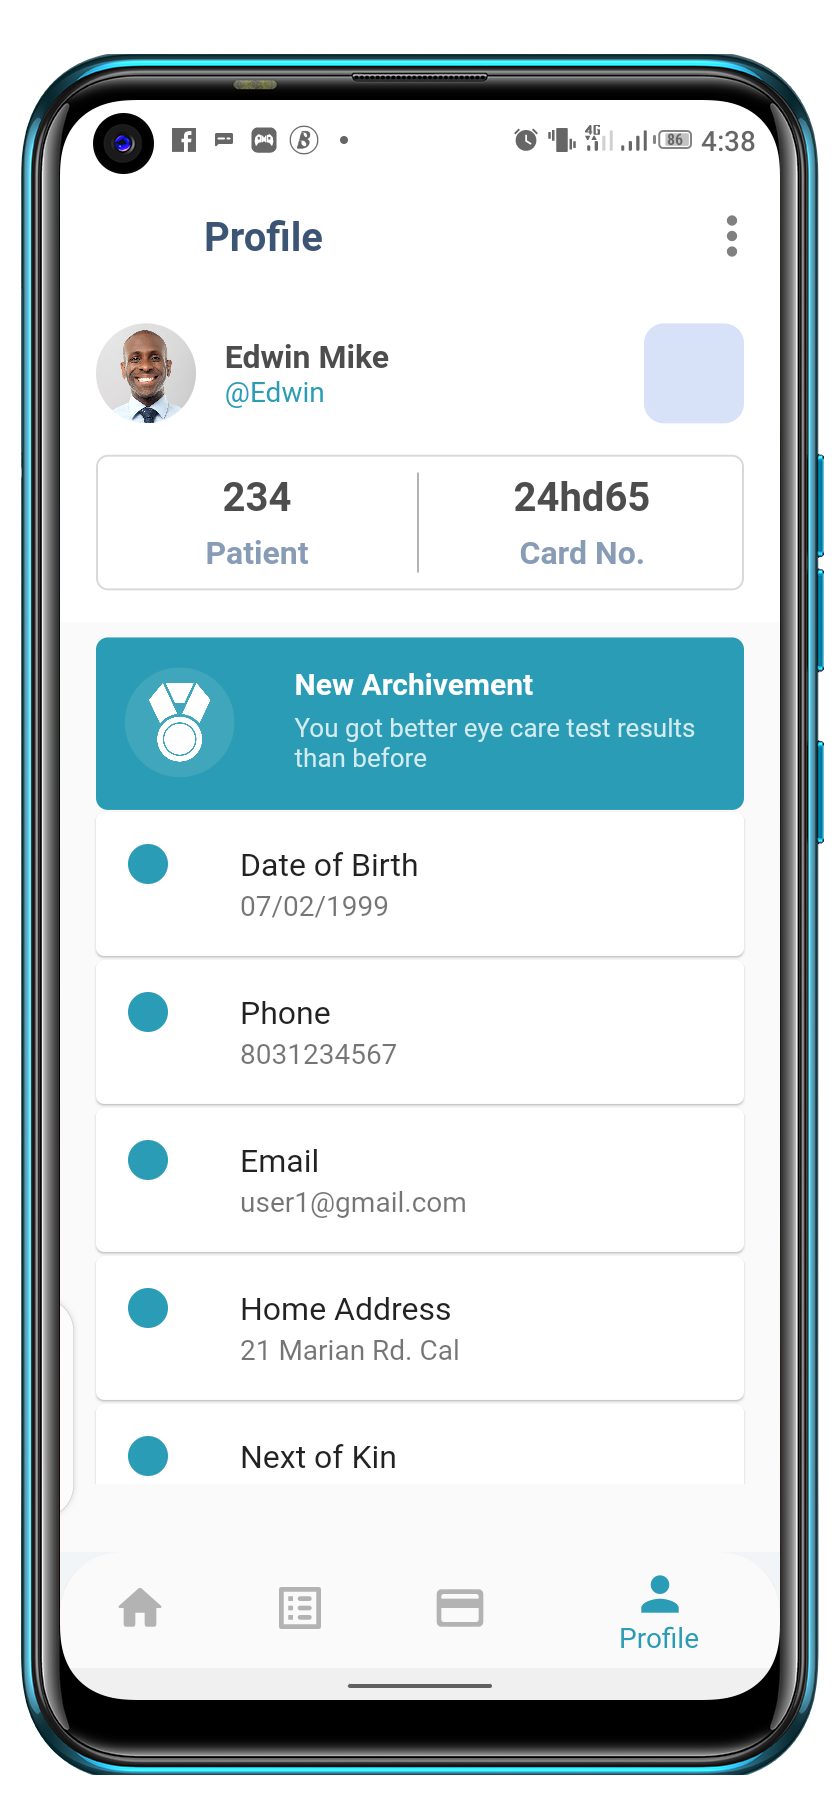 4G 86 4:38
Profile
Edwin Mike
@Edwin
234
Patient
24hd65
Card No.
New Archivement
You got better eye care test results
than before
Date of Birth
07/02/1999
Phone
8031234567
Email
user1@gmail.com
Home Address
21 Marian Rd. Cal
Next of Kin
Profile